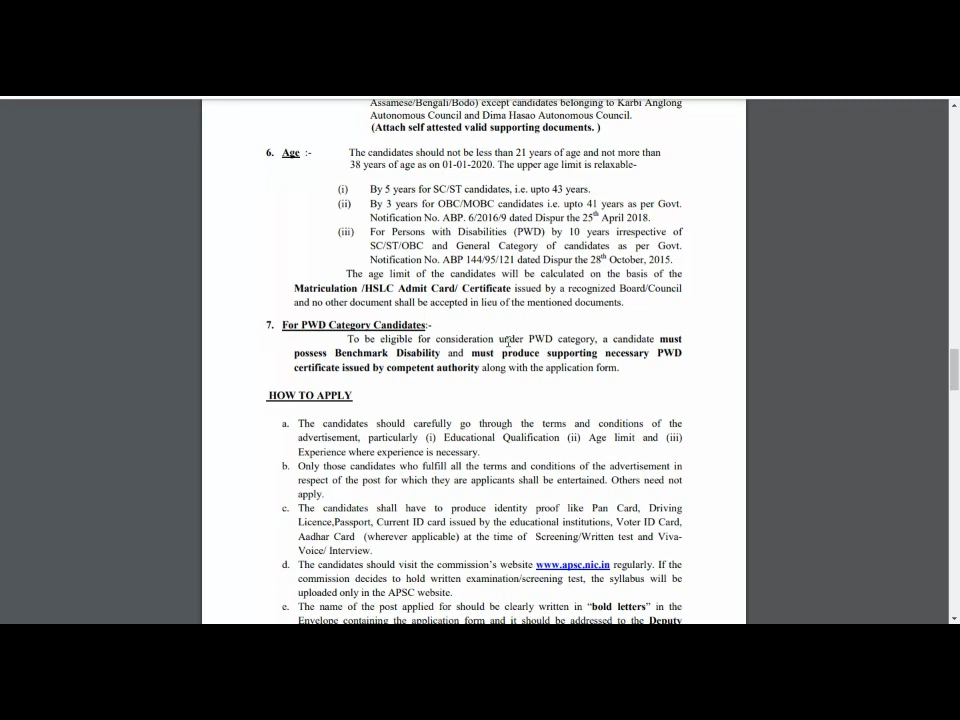 Assamese/Bengali/Bodo) except candidates belonging to Karbi Anglong
Autonomous Council and Dima Hasao Autonomous Council.
(Attach self attested valid supporting documents. )
6. Age :- The candidates should not be less than 21 years of age and not more than
38 years of age as on 01-01-2020. The upper age limit is relaxable-
(i) By 5 years for SC/ST candidates, i.e. upto 43 years.
(ii) By 3 years for OBC/MOBC candidates i.e. upto 41 years as per Govt.
Notification No. ABP. 6/2016/9 dated Dispur the 25th April 2018.
(iii) For Persons with Disabilities (PWD) by 10 years irrespective of
SC/ST/OBC and General Category of candidates as per Govt.
Notification No. ABP 144/95/121 dated Dispur the 28th October, 2015.
The age limit of the candidates will be calculated on the basis of the
Matriculation /HSLC Admit Card/ Certificate issued by a recognized Board/Council
and no other document shall be accepted in lieu of the mentioned documents.
7. For PWD Category Candidates:-
To be eligible for consideration under PWD category, a candidate must
possess Benchmark Disability and must produce supporting necessary PWD
certificate issued by competent authority along with the application form.
HOW TO APPLY
a. The candidates should carefully go through the terms and conditions of the
advertisement, particularly (i) Educational Qualification (ii) Age limit and (iii)
Experience where experience is necessary.
b. Only those candidates who fulfill all the terms and conditions of the advertisement in
respect of the post for which they are applicants shall be entertained. Others need not
apply.
c. The candidates shall have to produce identity proof like Pan Card, Driving
Licence,Passport, Current ID card issued by the educational institutions, Voter ID Card,
Aadhar Card (wherever applicable) at the time of Screening/Written test and Viva-
Voice/ Interview.
d. The candidates should visit the commission's website www.apsc.nic.in regularly. If the
commission decides to hold written examination/screening test, the syllabus will be
uploaded only in the APSC website.
e. The name of the post applied for should be clearly written in “bold letters” in the
Envelope containing the application form and it should be addressed to the Deputy